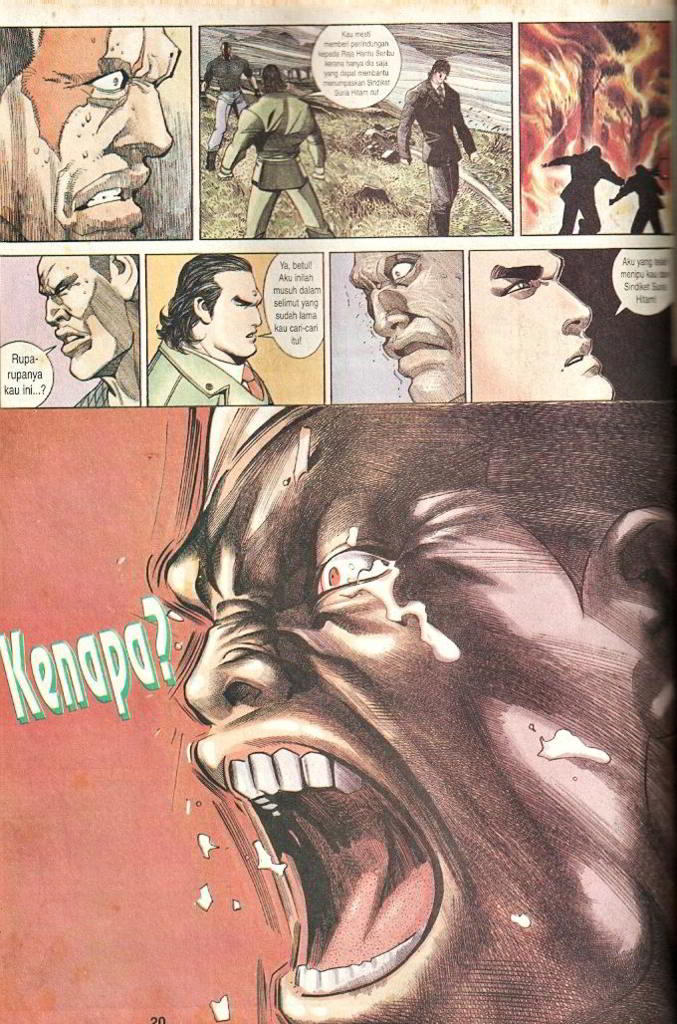 Kau mesti
memberi perlindungan
kepada Raja Hantu Seribu
kerana hanya dia saja
yang dapat membantu
menumpaskan Sindiket
Suria Hitam itu!
Rupa-
rupanya
kau ini...?
Ya, betul!
Aku inilah
musuh dalam
selimut yang
sudah lama
kau cari-cari
itu!
Aku yang telah
menipu kau dan
Sindiket Suria
Hitam!
Kenapa?
20